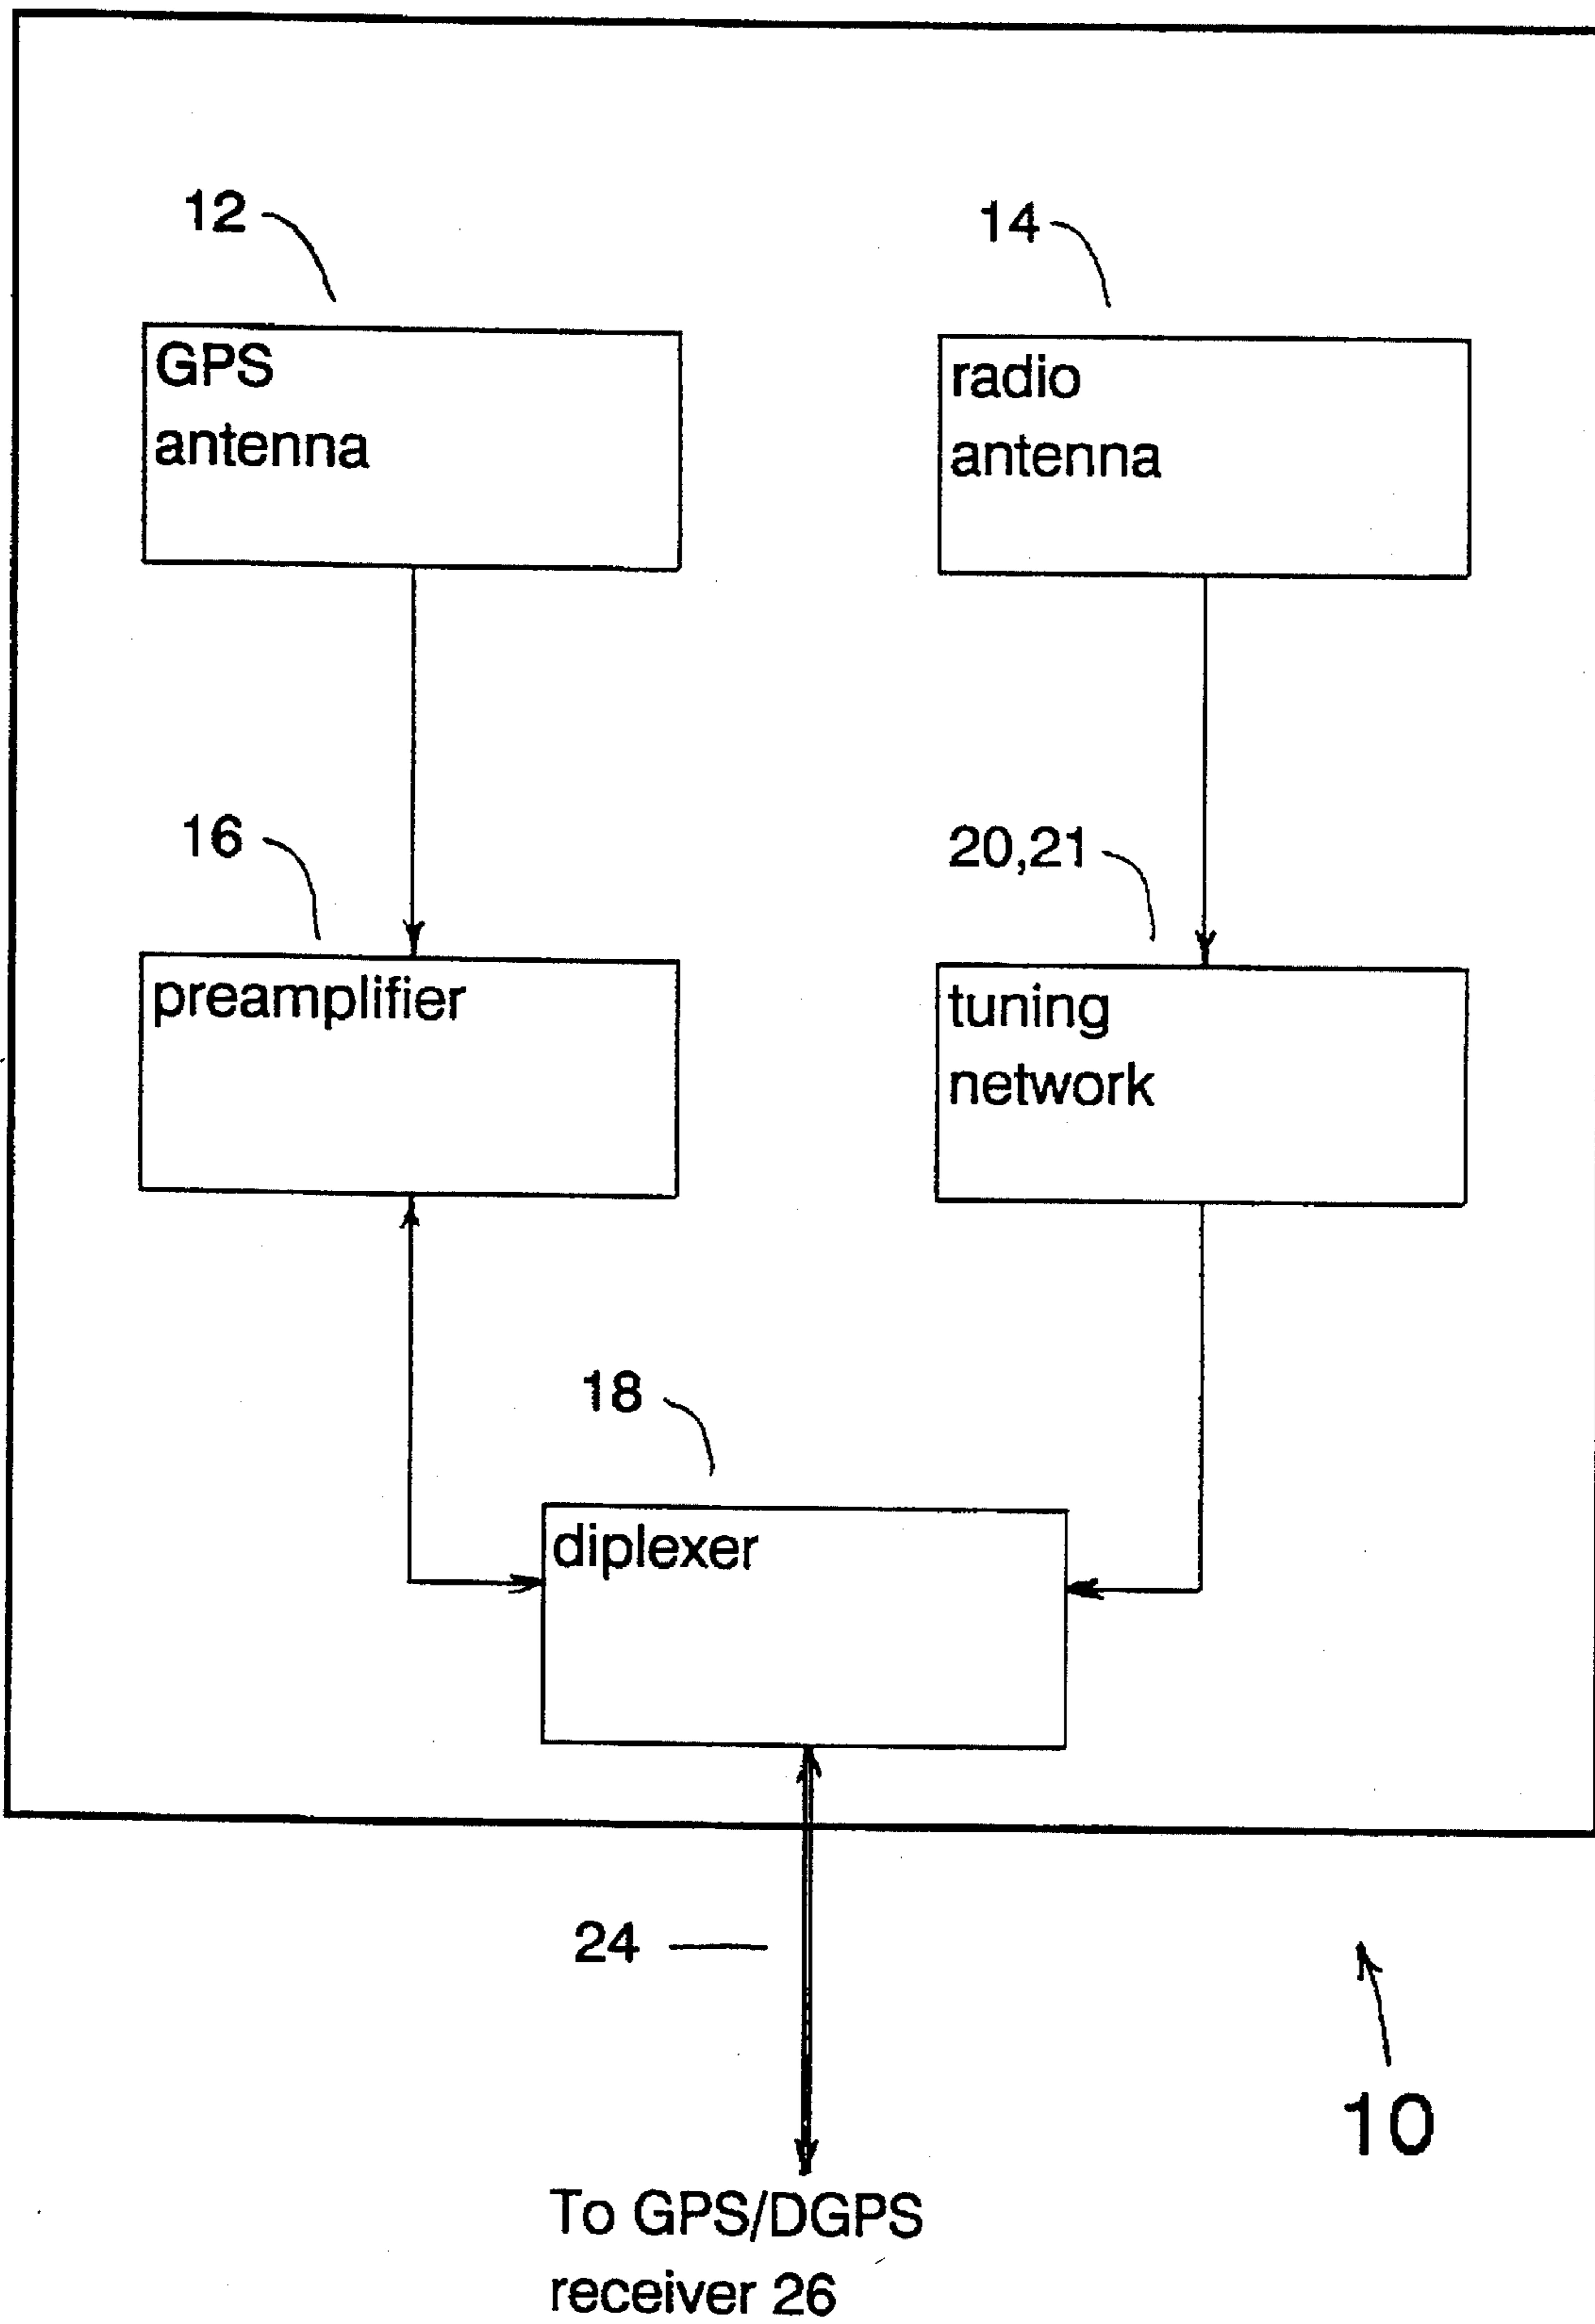 12
14
GPS
antenna
radio
antenna
16
20,21
preamplifier
tuning
network
18
diplexer
24
10
To GPS/DGPS
receiver 26